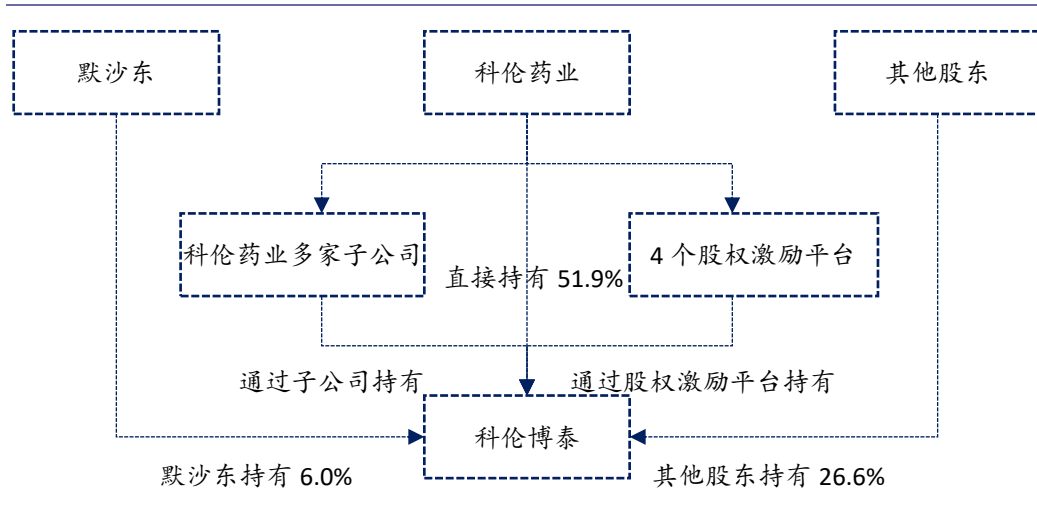 默沙东
科伦药业
其他股东
科伦药业多家子公司
4 个股权激励平台
直接持有 51.9%
通过子公司持有
通过股权激励平台持有
科伦博泰
默沙东持有 6.0%
其他股东持有 26.6%